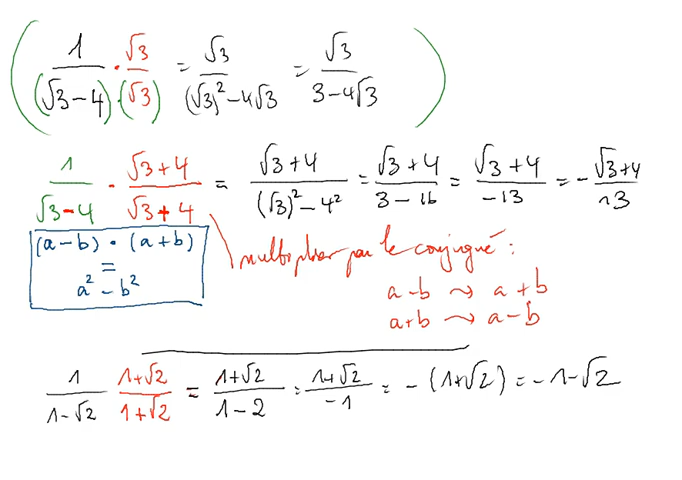 ( 1/(√3 − 4) · √3/(√3) = √3/((√3)² − 4√3) = √3/(3 − 4√3) )
1/(√3 − 4) · (√3 + 4)/(√3 + 4) = (√3 + 4)/((√3)² − 4²) = (√3 + 4)/(3 − 16) = (√3 + 4)/(−13) = − (√3 + 4)/13
(a − b) · (a + b)
=
a² − b²
multiplier par le conjugué :
a − b ⇝ a + b
a + b ⇝ a − b
1/(1 − √2) (1 + √2)/(1 + √2) = (1 + √2)/(1 − 2) = (1 + √2)/(−1) = − (1 + √2) = − 1 − √2